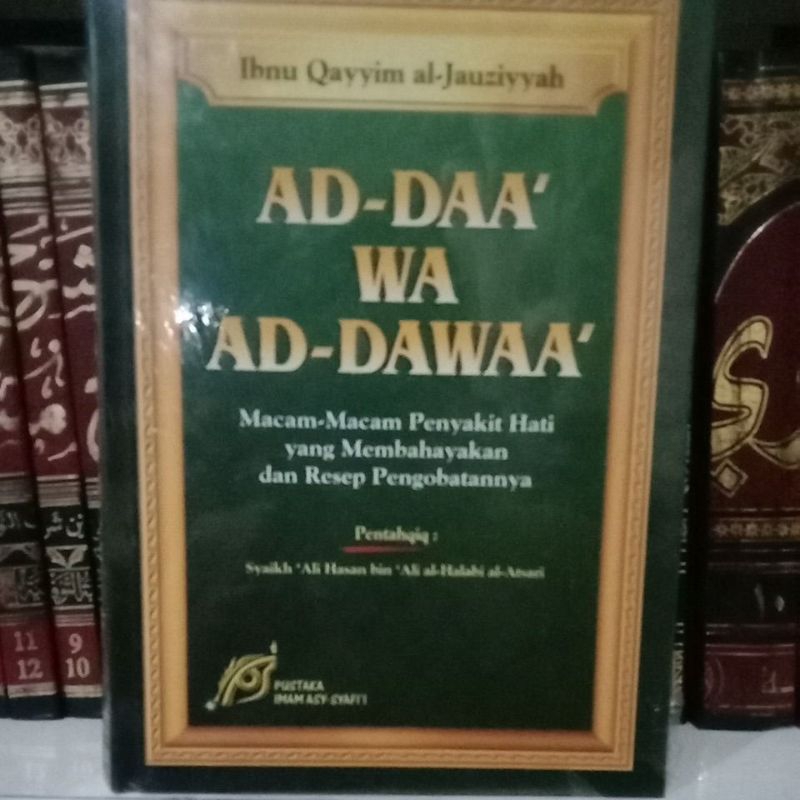 Ibnu Qayyim al-Jauziyyah
AD-DAA'
WA
AD-DAWAA'
Macam-Macam Penyakit Hati
yang Membahayakan
dan Resep Pengobatannya
Pentahqiq :
Syaikh 'Ali Hasan bin 'Ali al-Halabi al-Atsari
PUSTAKA
IMAM ASY-SYAFI'I
11
12
9
10